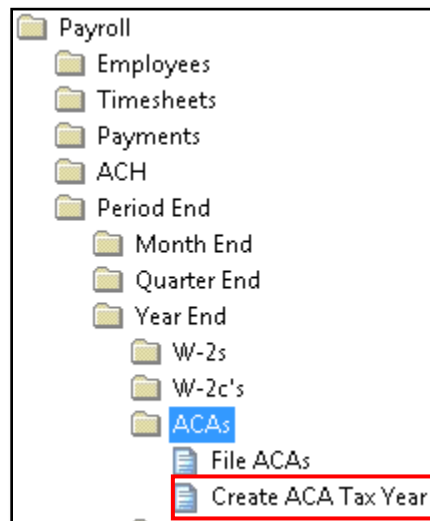 Payroll
Employees
Timesheets
Payments
ACH
Period End
Month End
Quarter End
Year End
W-2s
W-2c's
ACAs
File ACAs
Create ACA Tax Year